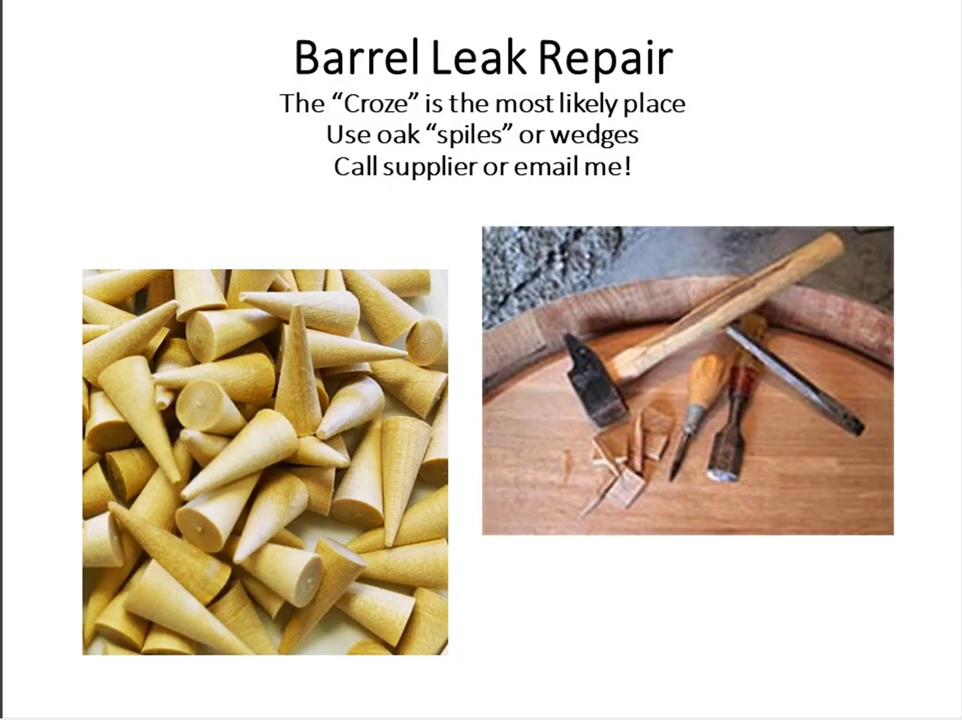 Barrel Leak Repair
The “Croze” is the most likely place
Use oak “spiles” or wedges
Call supplier or email me!